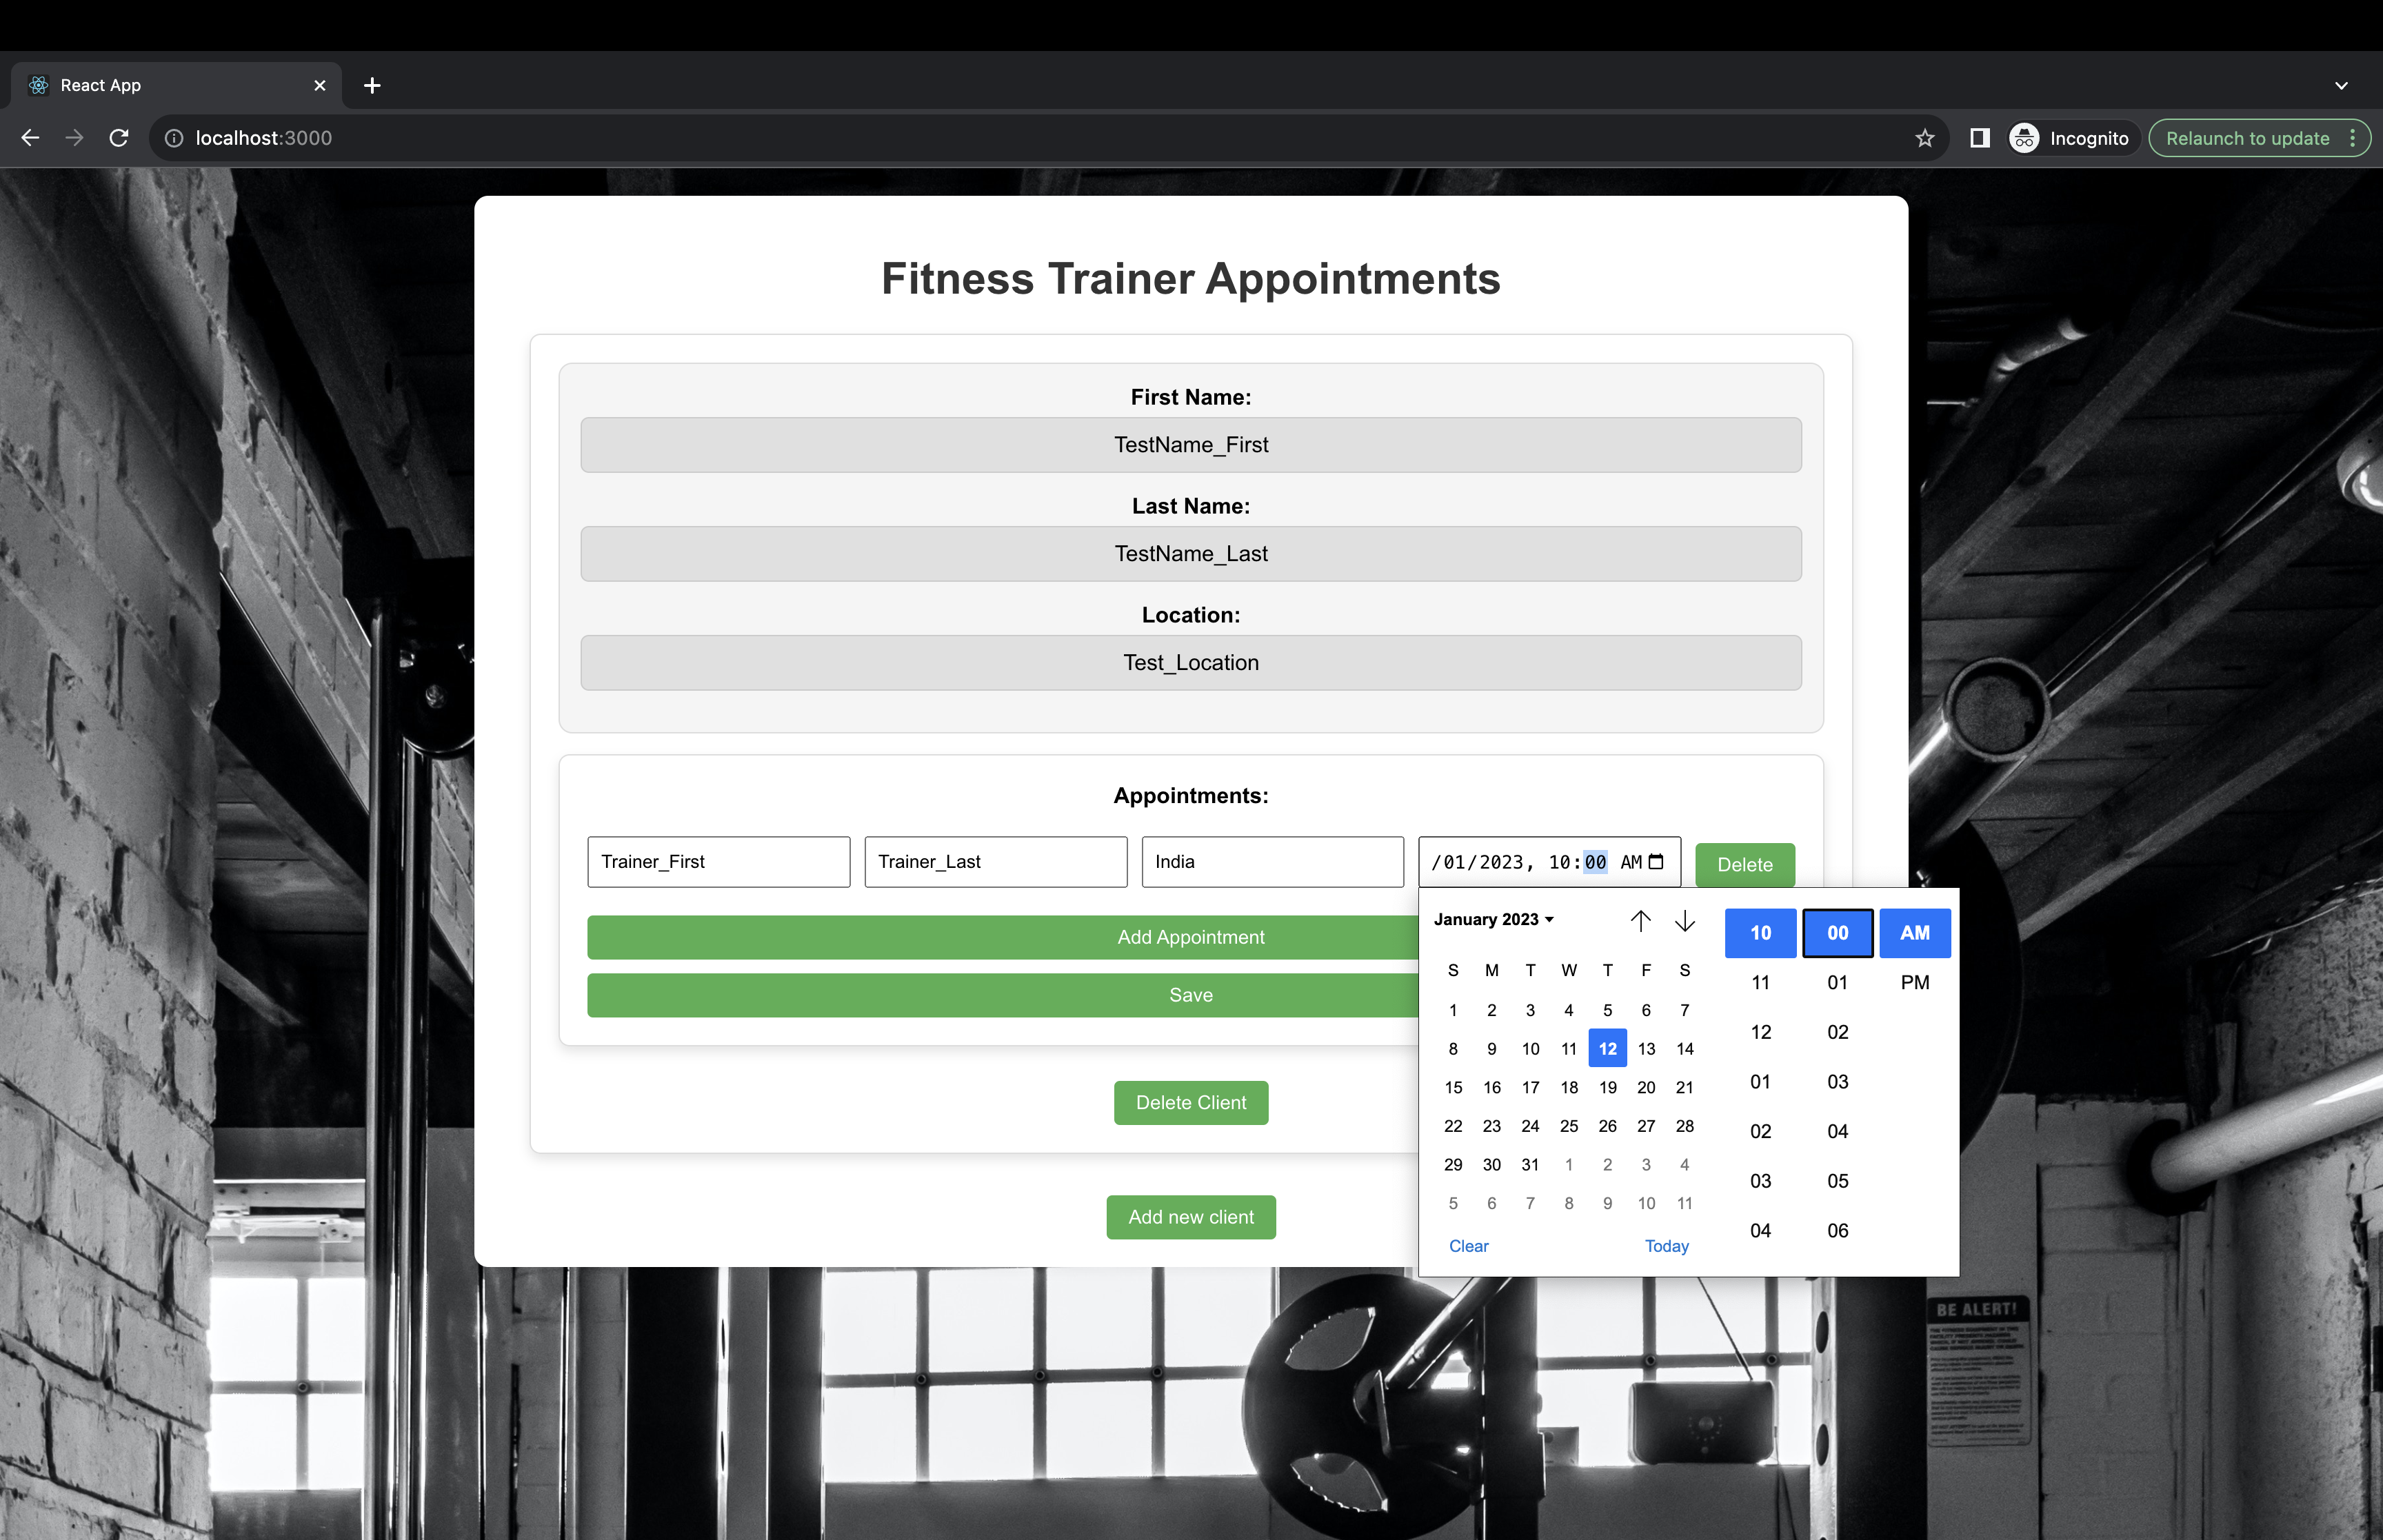 React App
localhost:3000
Incognito
Relaunch to update
Fitness Trainer Appointments
First Name:
TestName_First
Last Name:
TestName_Last
Location:
Test_Location
Appointments:
Trainer_First
Trainer_Last
India
/01/2023, 10:00 AM
Delete
Add Appointment
Save
Delete Client
Add new client
January 2023
S M T W T F S
1 2 3 4 5 6 7
8 9 10 11 12 13 14
15 16 17 18 19 20 21
22 23 24 25 26 27 28
29 30 31 1 2 3 4
5 6 7 8 9 10 11
Clear
Today
10 00 AM
11 01 PM
12 02
01 03
02 04
03 05
04 06
BE ALERT!